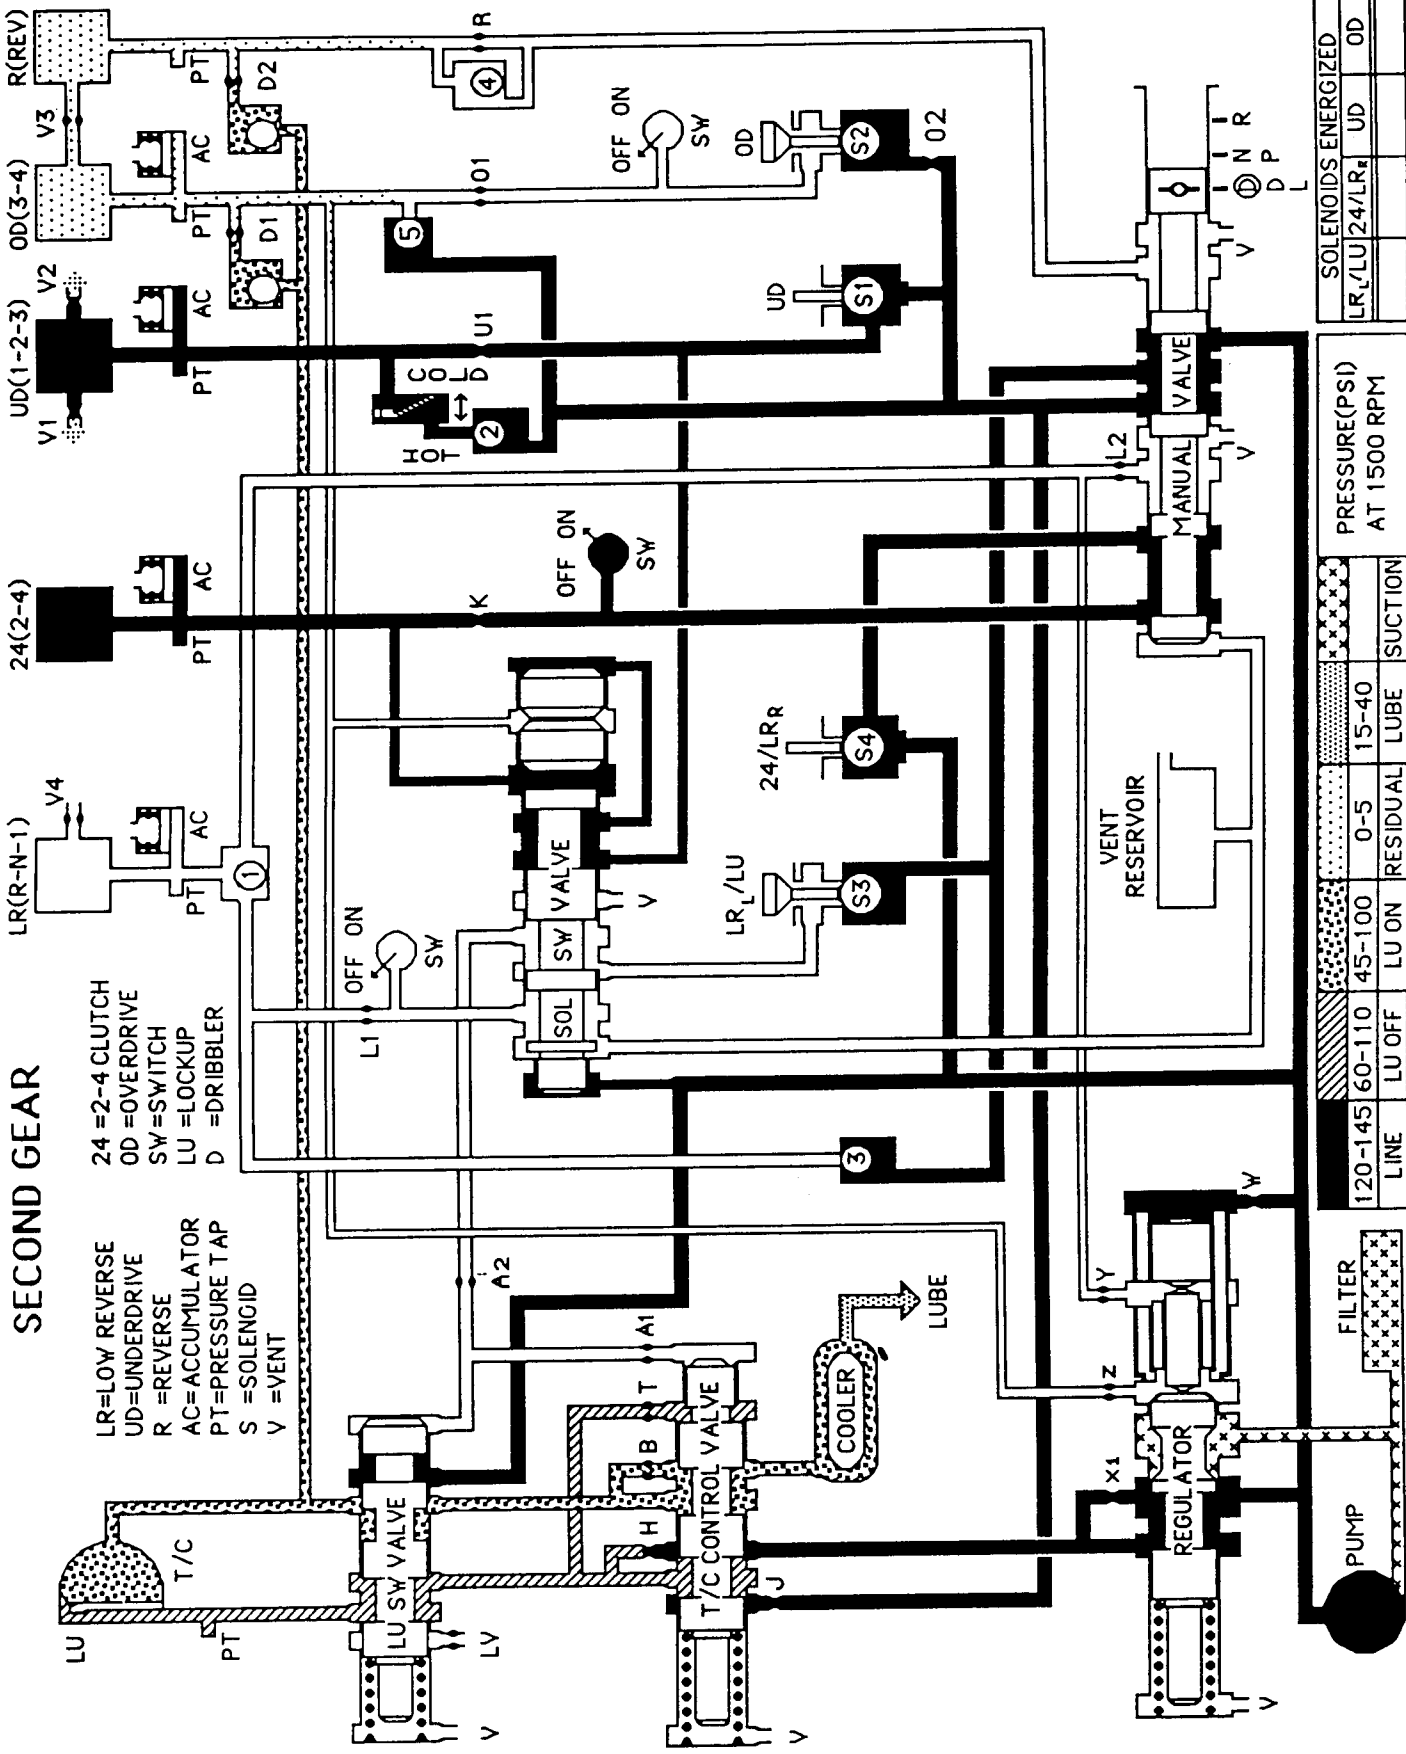 SECOND GEAR
LR=LOW REVERSE
UD=UNDERDRIVE
R =REVERSE
AC=ACCUMULATOR
PT=PRESSURE TAP
S =SOLENOID
V =VENT
24 =2-4 CLUTCH
OD =OVERDRIVE
SW =SWITCH
LU =LOCKUP
D =DRIBBLER
LR(R-N-1)
24(2-4)
UD(1-2-3)
OD(3-4)
R(REV)
V4
V1
V2
V3
PT
AC
PT
AC
PT
AC
PT
AC
PT
D1
D2
1
LU
T/C
PT
L1
OFF ON
SW
K
OFF ON
SW
HOT
COLD
2
U1
5
O1
4
R
OFF ON
SW
LU SW VALVE
LV
V
A2
SOL SW VALVE
V
3
H
B
T
A1
T/C CONTROL VALVE
J
V
COOLER
LUBE
LRL/LU
S3
24/LRR
S4
UD
S1
OD
S2
O2
VENT
RESERVOIR
L2
MANUAL VALVE
V
V
R
N
P
D
L
X1
Z
Y
W
REGULATOR
V
PUMP
FILTER
120-145
60-110
45-100
0-5
15-40
LINE
LU OFF
LU ON
RESIDUAL
LUBE
SUCTION
PRESSURE(PSI)
AT 1500 RPM
SOLENOIDS ENERGIZED
LRL/LU
24/LRR
UD
OD